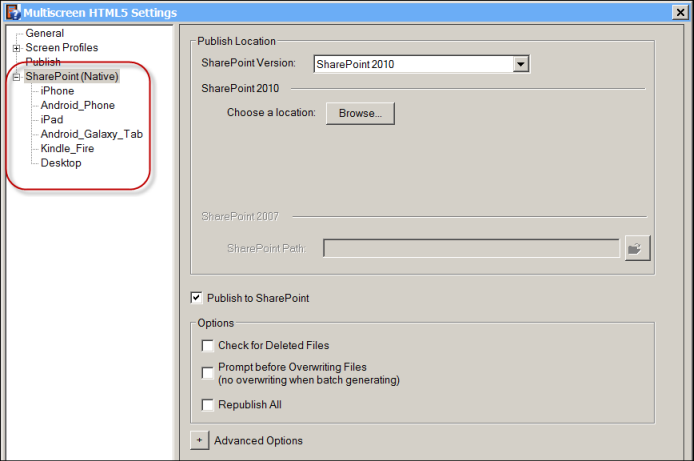 Multiscreen HTML5 Settings
General
Screen Profiles
Publish
SharePoint (Native)
iPhone
Android_Phone
iPad
Android_Galaxy_Tab
Kindle_Fire
Desktop
Publish Location
SharePoint Version:
SharePoint 2010
SharePoint 2010
Choose a location:
Browse...
SharePoint 2007
SharePoint Path:
Publish to SharePoint
Options
Check for Deleted Files
Prompt before Overwriting Files
(no overwriting when batch generating)
Republish All
+ Advanced Options